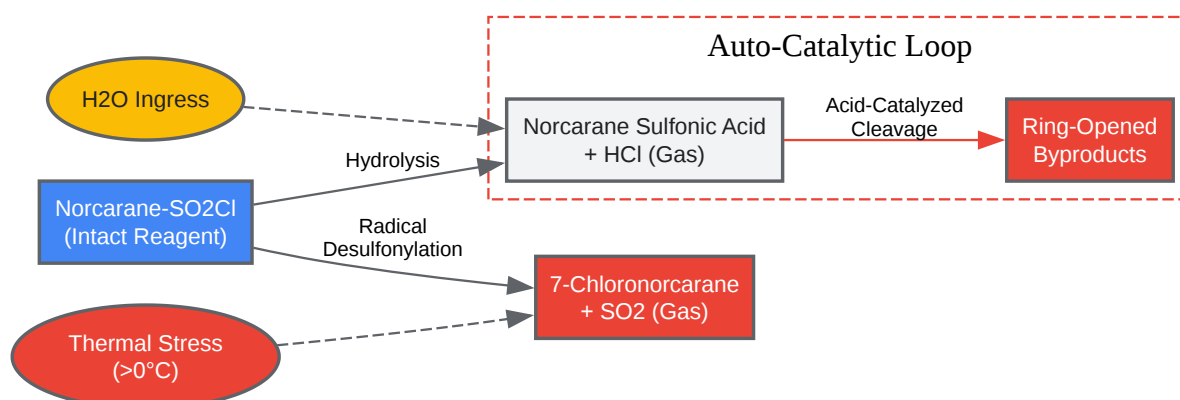 Auto-Catalytic Loop
H2O Ingress
Norcarane Sulfonic Acid
+ HCl (Gas)
Acid-Catalyzed
Cleavage
Ring-Opened
Byproducts
Hydrolysis
Norcarane-SO2Cl
(Intact Reagent)
Radical
Desulfonylation
7-Chloronorcarane
+ SO2 (Gas)
Thermal Stress
(>0°C)